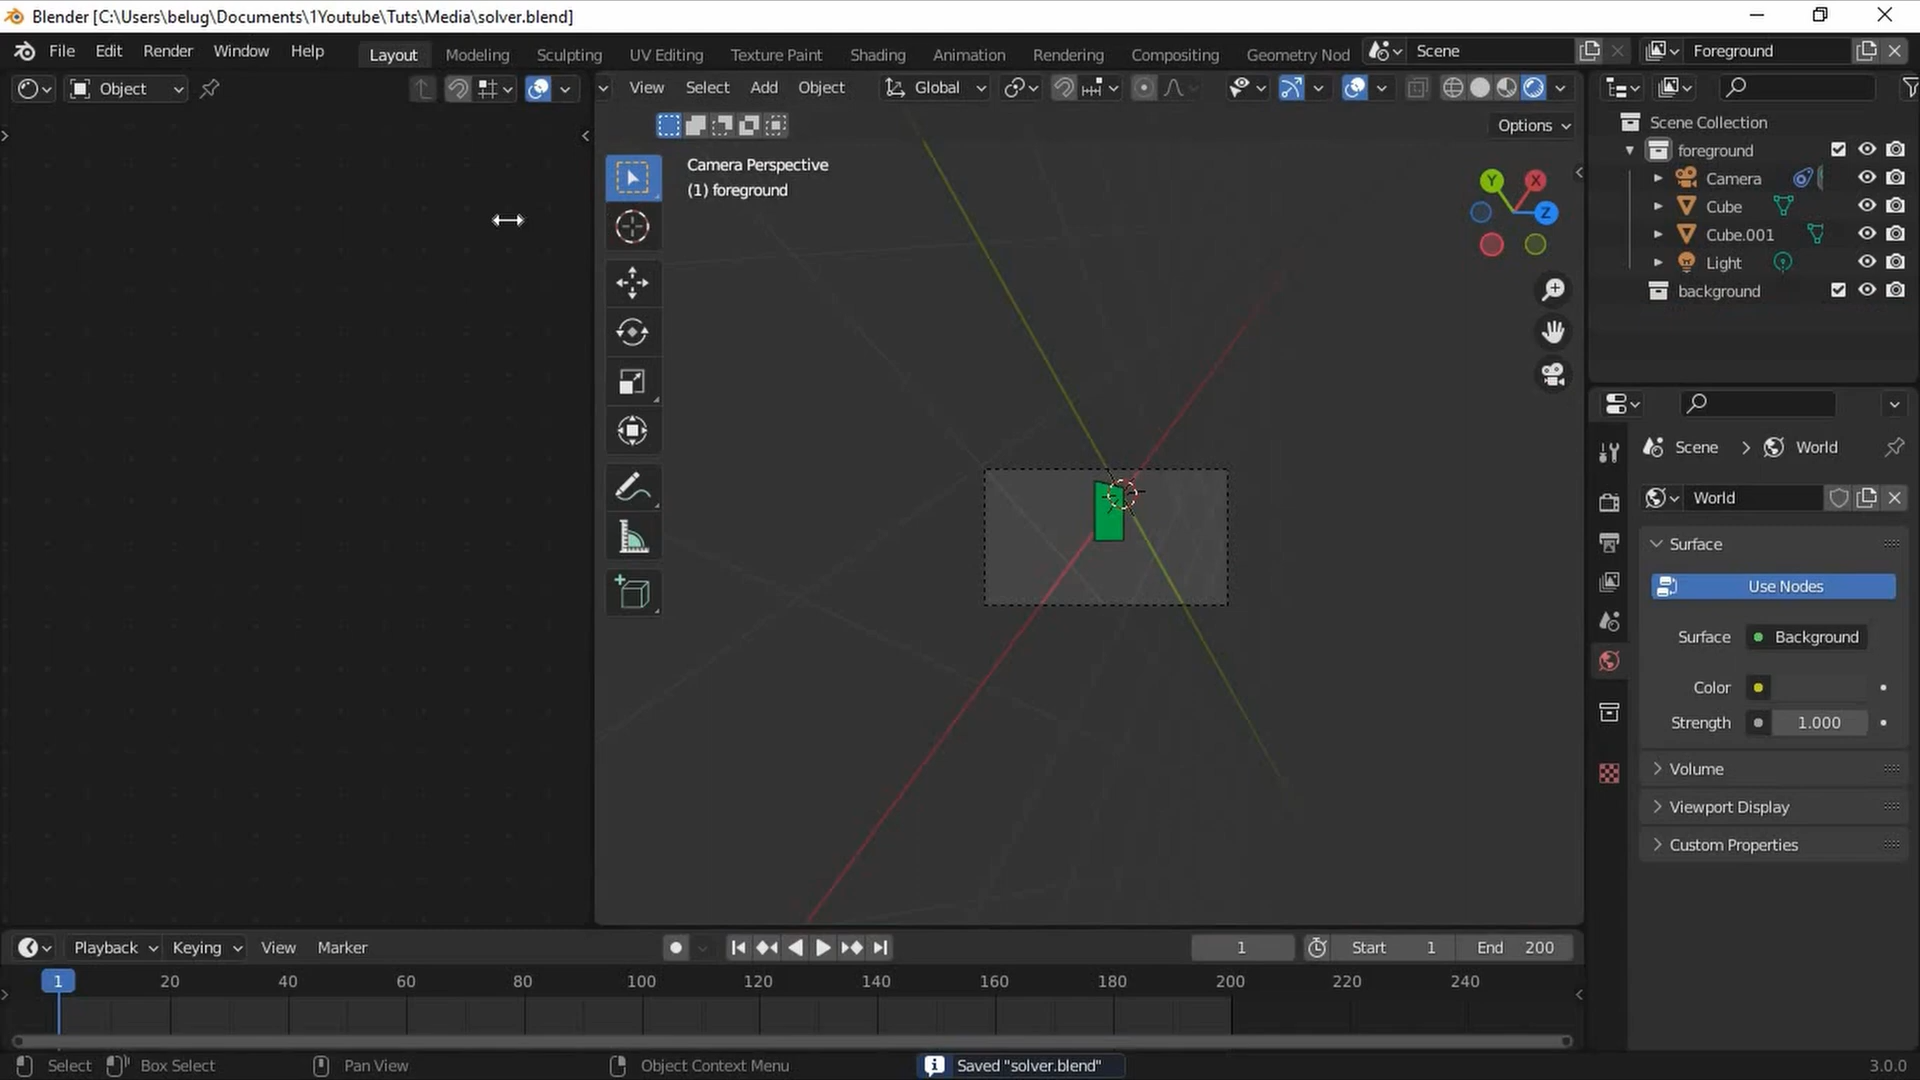 Blender [C:\Users\belug\Documents\1Youtube\Tuts\Media\solver.blend]
File Edit Render Window Help Layout Modeling Sculpting UV Editing Texture Paint Shading Animation Rendering Compositing Geometry Nod Scene Foreground
Object View Select Add Object Global
Options
Camera Perspective
(1) foreground
Y X Z
Scene Collection
foreground
Camera
Cube
Cube.001
Light
background
Scene > World
World
Surface
Use Nodes
Surface Background
Color
Strength 1.000
Volume
Viewport Display
Custom Properties
Playback Keying View Marker 1 Start 1 End 200
1 20 40 60 80 100 120 140 160 180 200 220 240
Select Box Select Pan View Object Context Menu Saved "solver.blend" 3.0.0